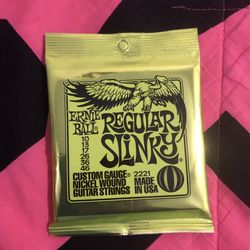 ERNIE
BALL
REGULAR
SLINKY
10
13
17
26
36
46
CUSTOM GAUGE
NICKEL WOUND
GUITAR STRINGS
2221
MADE
IN USA